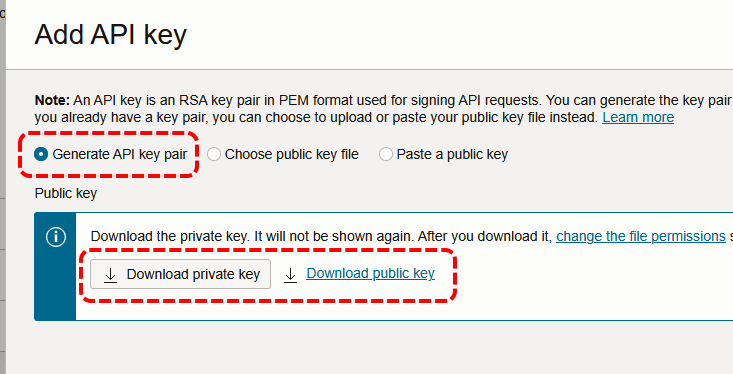 Add API key
Note: An API key is an RSA key pair in PEM format used for signing API requests. You can generate the key pair
you already have a key pair, you can choose to upload or paste your public key file instead. Learn more
Generate API key pair Choose public key file Paste a public key
Public key
Download the private key. It will not be shown again. After you download it, change the file permissions s
Download private key Download public key